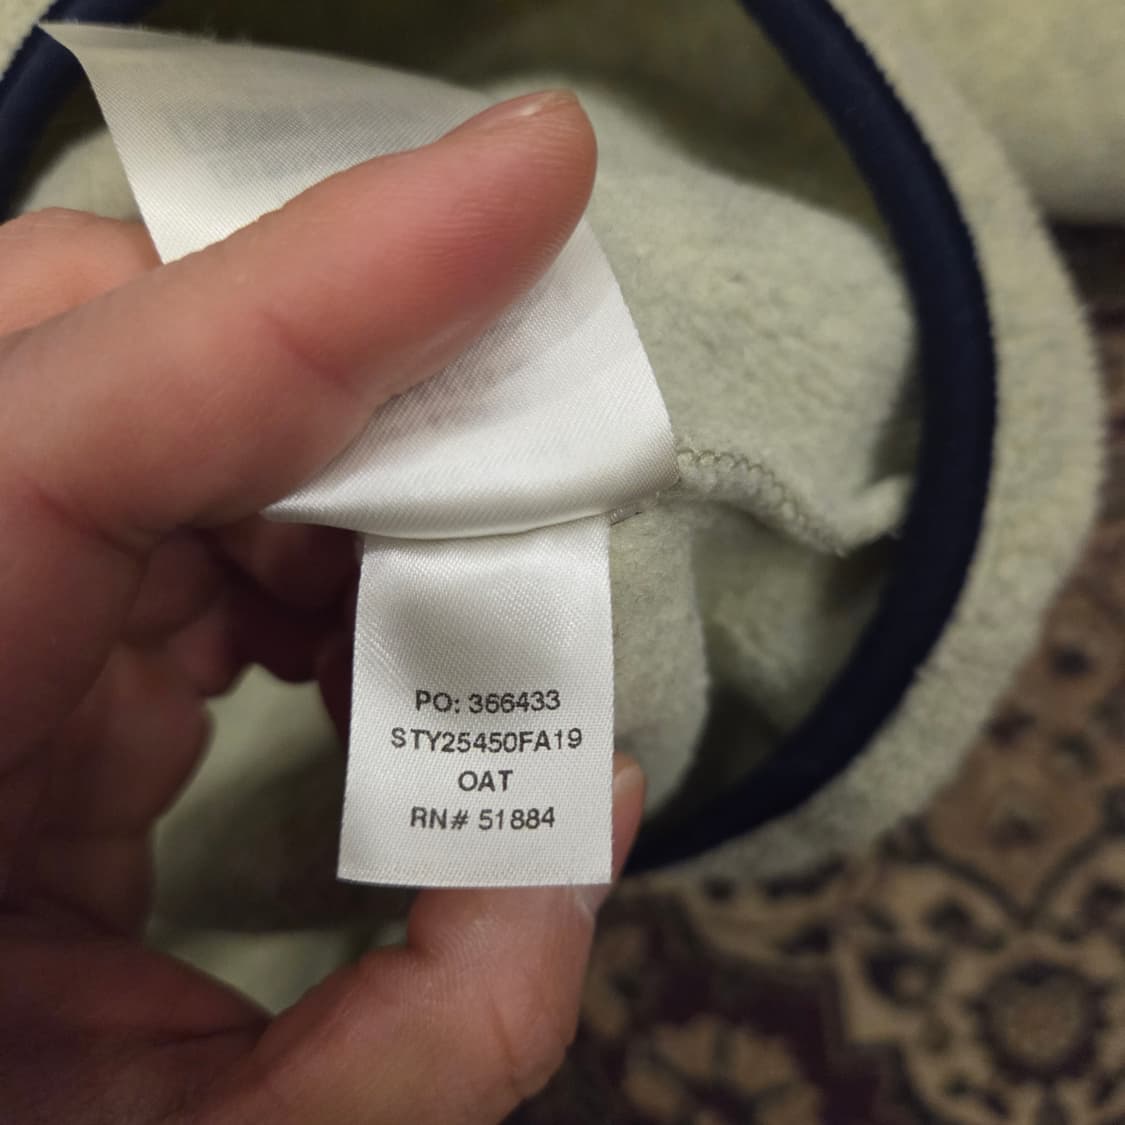 PO: 366433
STY25450FA19
OAT
RN# 51884